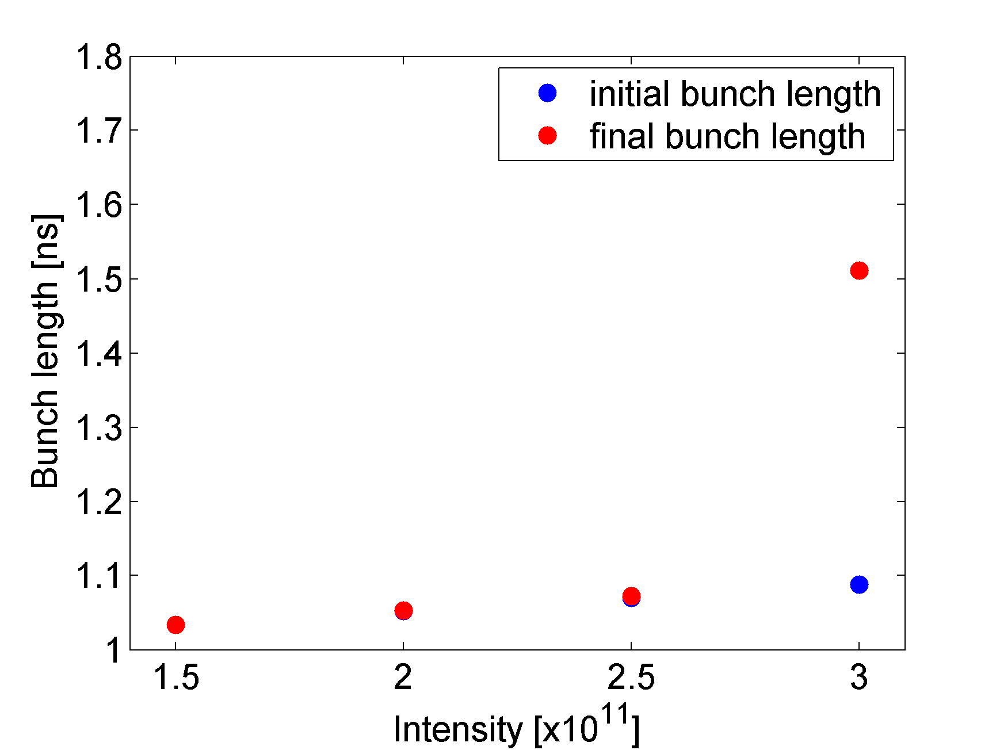 1.8
1.7
1.6
1.5
1.4
1.3
1.2
1.1
1
Bunch length [ns]
initial bunch length
final bunch length
1.5 2 2.5 3
Intensity [x10^11]